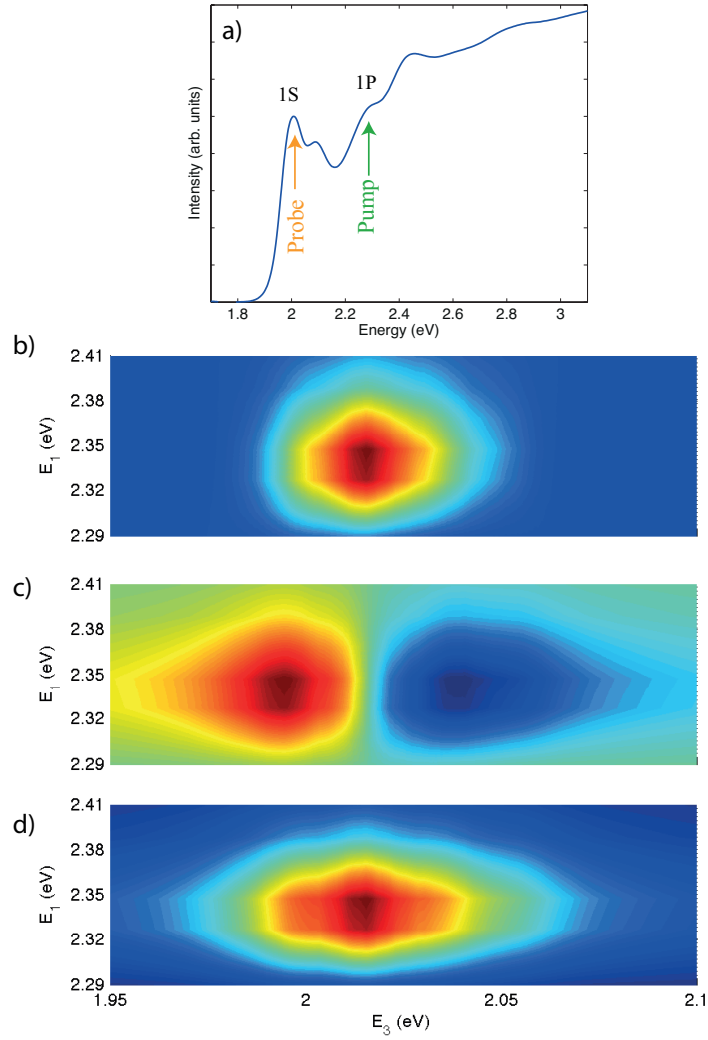 a)
1S
1P
Probe
Pump
Intensity (arb. units)
1.8 2 2.2 2.4 2.6 2.8 3
Energy (eV)
b)
2.41
2.38
2.35
2.32
2.29
E1 (eV)
c)
2.41
2.38
2.35
2.32
2.29
E1 (eV)
d)
2.41
2.38
2.35
2.32
2.29
E1 (eV)
1.95 2 2.05 2.1
E3 (eV)